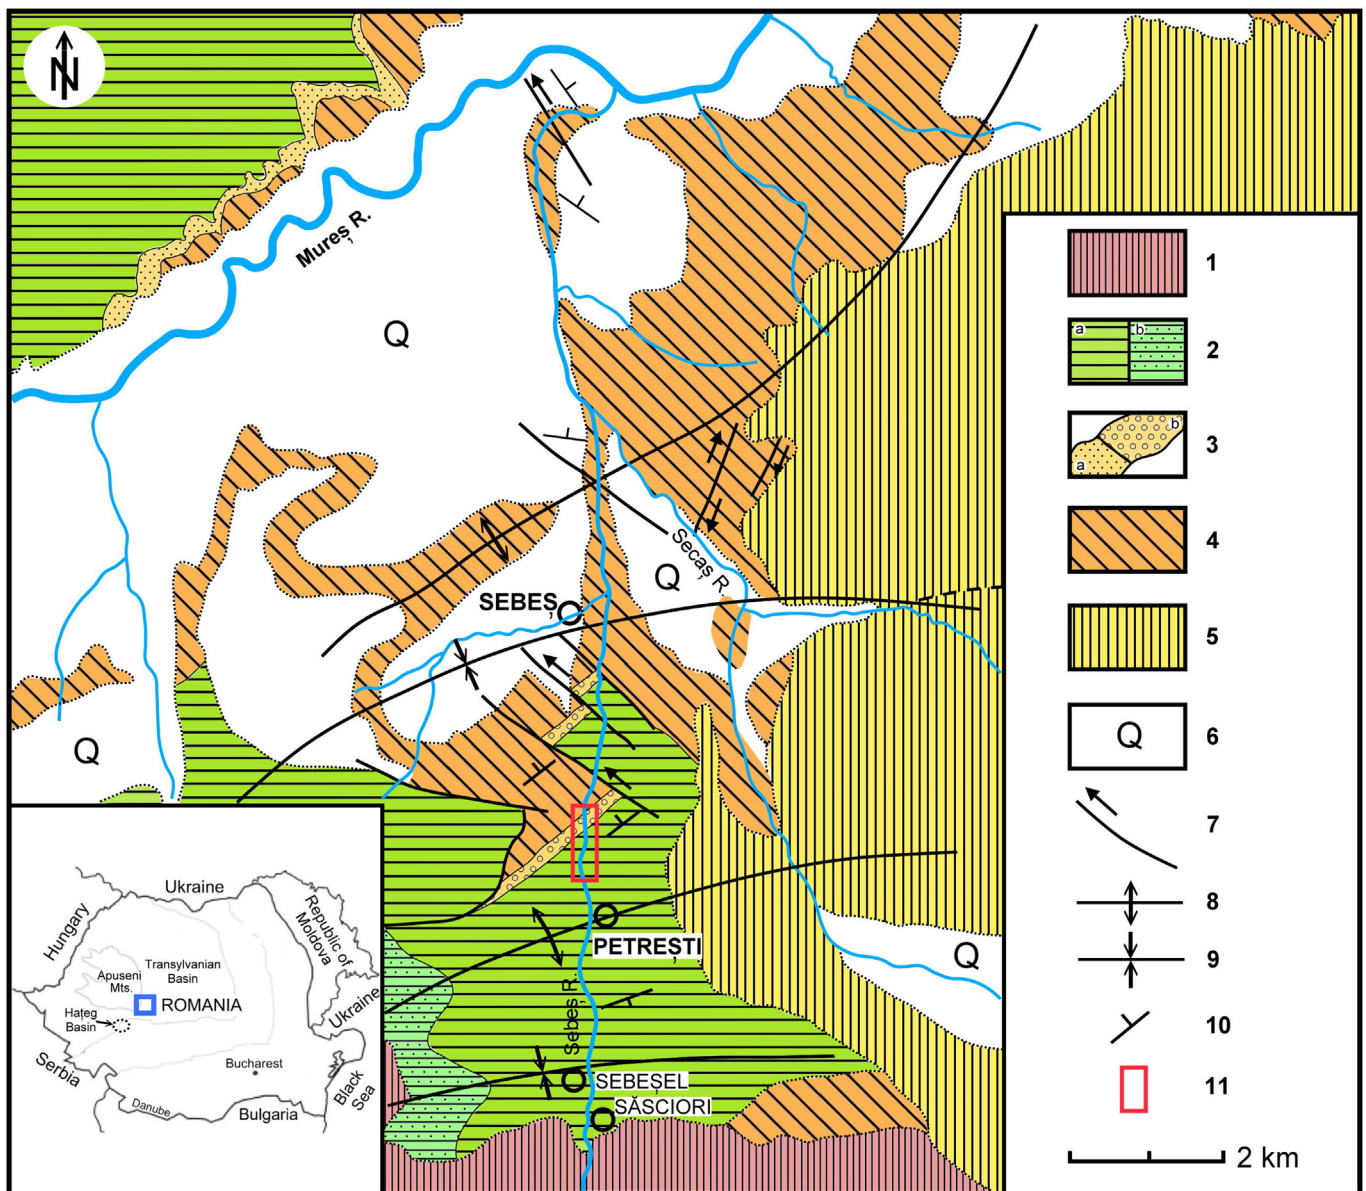 N
Mureș R.
Q
Secaș R.
Q
SEBEȘ
Q
PETREȘTI
Q
Sebeș R.
SEBEȘEL
SĂSCIORI
1
a
b
2
b
a
3
4
5
Q
6
7
8
9
10
11
2 km
Ukraine
Hungary
Republic of
Moldova
Transylvanian
Basin
Apuseni
Mts.
ROMANIA
Hațeg
Basin
Ukraine
Serbia
Bucharest
Black
Sea
Danube
Bulgaria